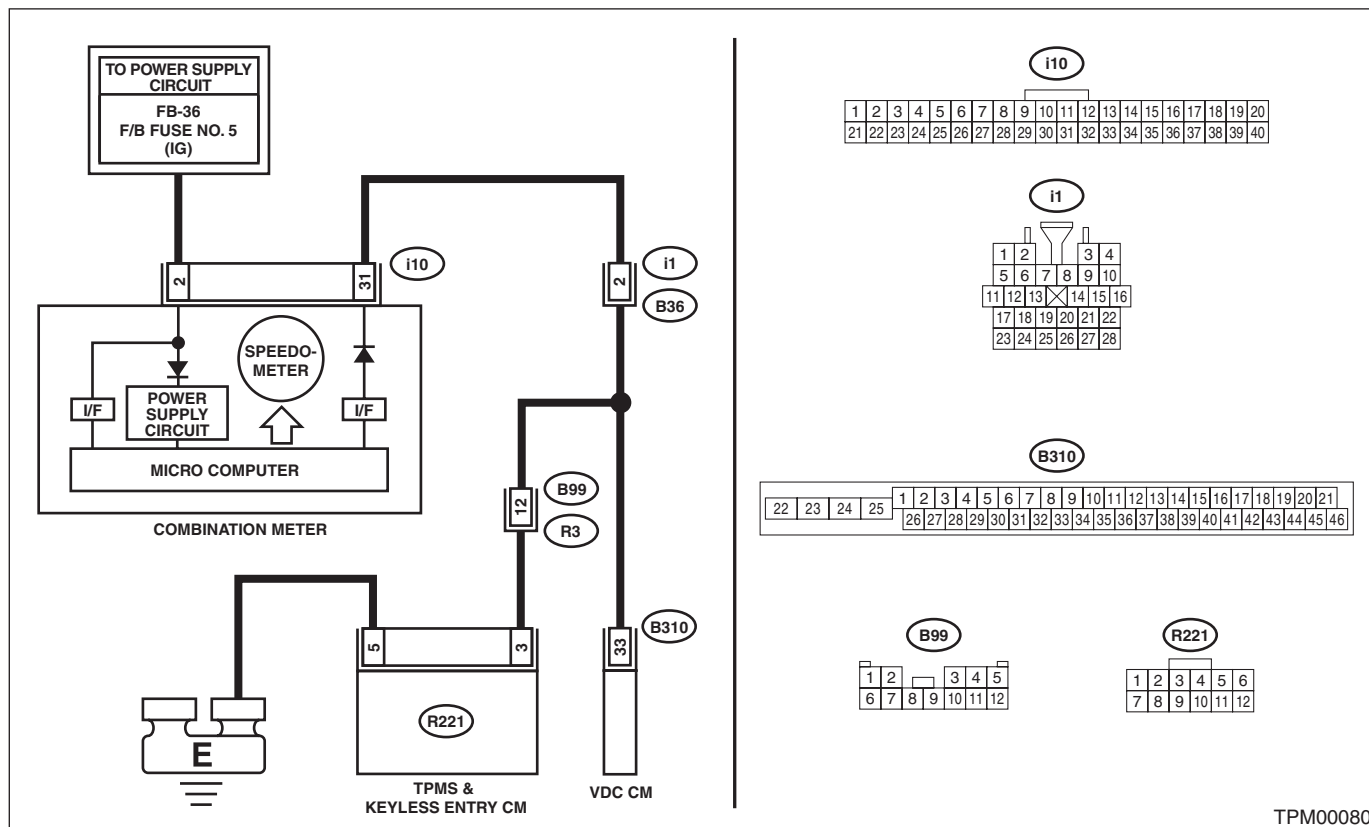 TO POWER SUPPLY
CIRCUIT
FB-36
F/B FUSE NO. 5
(IG)
2
31
i10
2
i1
B36
SPEEDO-
METER
I/F
POWER
SUPPLY
CIRCUIT
I/F
MICRO COMPUTER
COMBINATION METER
12
B99
R3
5
3
33
B310
R221
E
TPMS &
KEYLESS ENTRY CM
VDC CM
i10
1 2 3 4 5 6 7 8 9 10 11 12 13 14 15 16 17 18 19 20
21 22 23 24 25 26 27 28 29 30 31 32 33 34 35 36 37 38 39 40
i1
1 2 3 4
5 6 7 8 9 10
11 12 13 14 15 16
17 18 19 20 21 22
23 24 25 26 27 28
B310
22 23 24 25
1 2 3 4 5 6 7 8 9 10 11 12 13 14 15 16 17 18 19 20 21
26 27 28 29 30 31 32 33 34 35 36 37 38 39 40 41 42 43 44 45 46
B99
1 2 3 4 5
6 7 8 9 10 11 12
R221
1 2 3 4 5 6
7 8 9 10 11 12
TPM00080